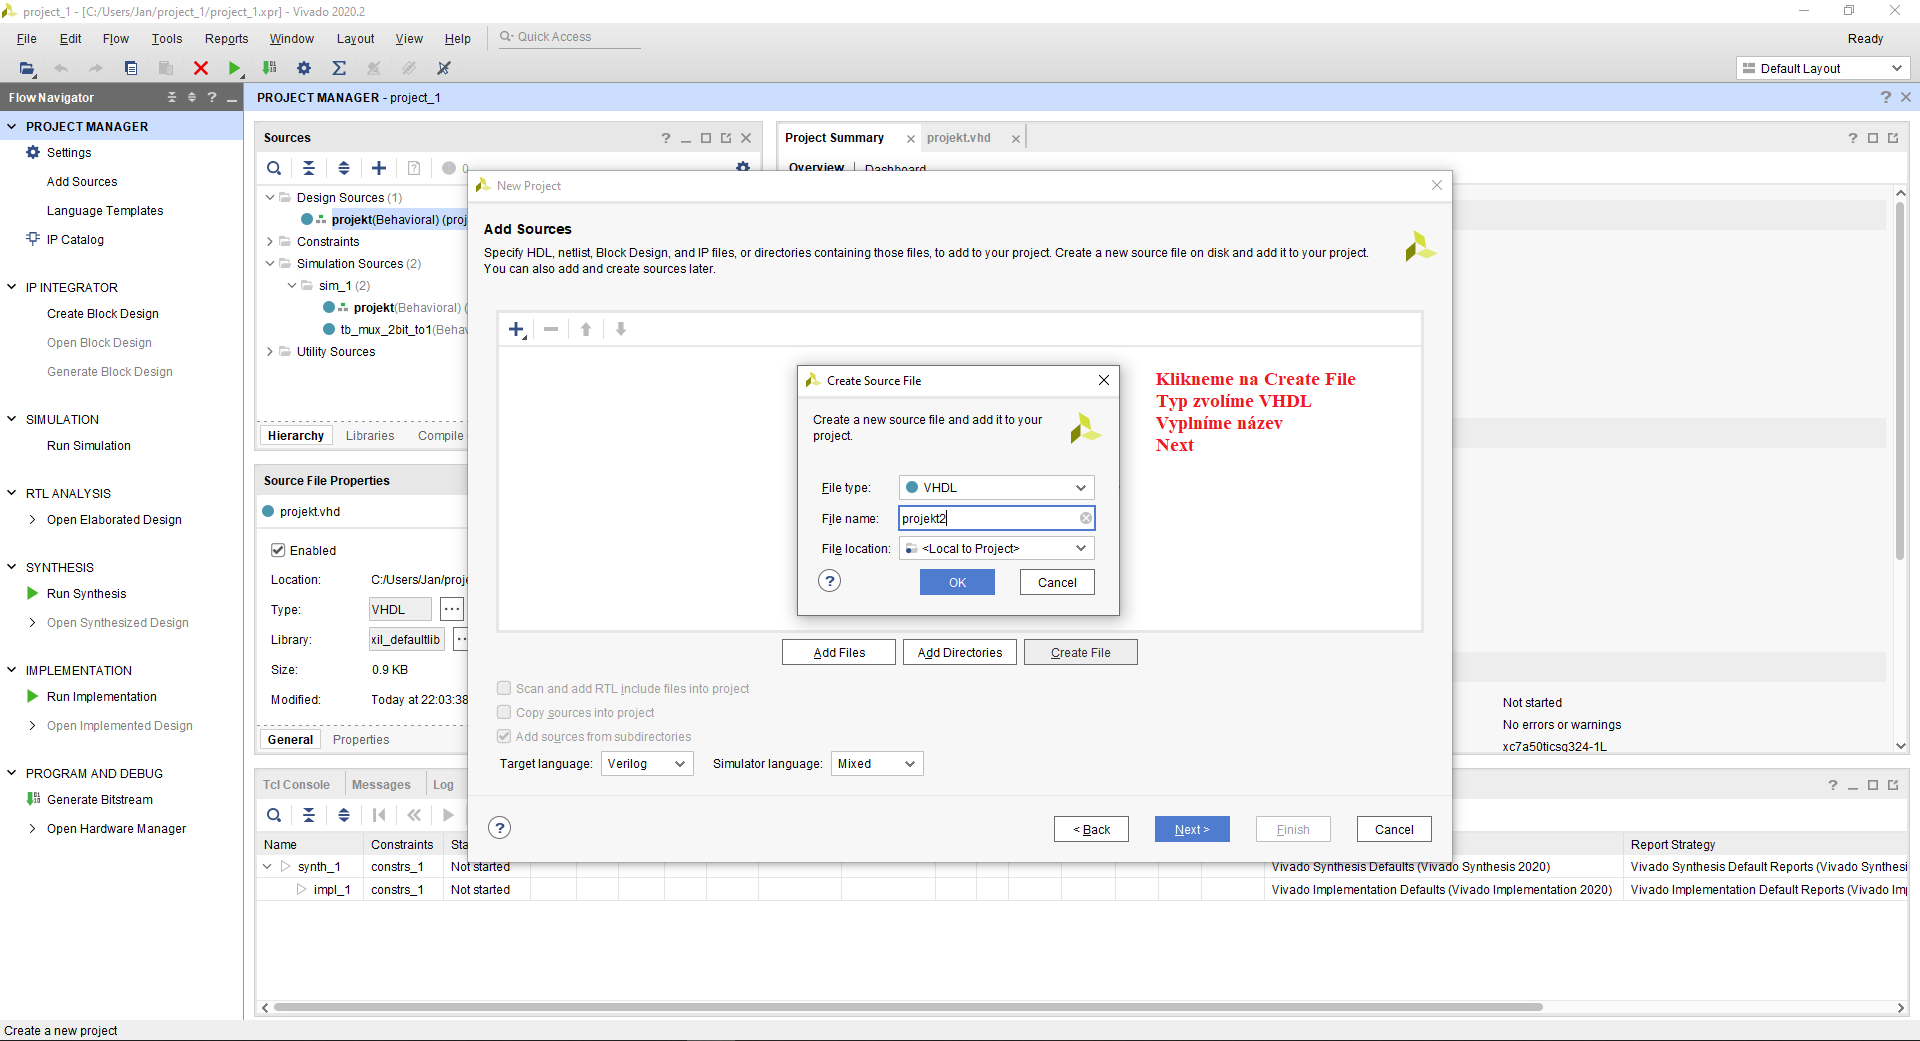 project_1 - [C:/Users/Jan/project_1/project_1.xpr] - Vivado 2020.2
File Edit Flow Tools Reports Window Layout View Help Quick Access Ready
Default Layout
Flow Navigator
PROJECT MANAGER
Settings
Add Sources
Language Templates
IP Catalog
IP INTEGRATOR
Create Block Design
Open Block Design
Generate Block Design
SIMULATION
Run Simulation
RTL ANALYSIS
Open Elaborated Design
SYNTHESIS
Run Synthesis
Open Synthesized Design
IMPLEMENTATION
Run Implementation
Open Implemented Design
PROGRAM AND DEBUG
Generate Bitstream
Open Hardware Manager
PROJECT MANAGER - project_1
Sources
0
Design Sources (1)
projekt(Behavioral) (proj
Constraints
Simulation Sources (2)
sim_1 (2)
projekt(Behavioral) (
tb_mux_2bit_to1(Beha
Utility Sources
Hierarchy Libraries Compile
Source File Properties
projekt.vhd
Enabled
Location: C:/Users/Jan/proje
Type: VHDL
Library: xil_defaultlib
Size: 0.9 KB
Modified: Today at 22:03:38
General Properties
Project Summary projekt.vhd
Overview Dashboard
Not started
No errors or warnings
xc7a50ticsg324-1L
New Project
Add Sources
Specify HDL, netlist, Block Design, and IP files, or directories containing those files, to add to your project. Create a new source file on disk and add it to your project.
You can also add and create sources later.
Klikneme na Create File
Typ zvolíme VHDL
Vyplníme název
Next
Create Source File
Create a new source file and add it to your
project.
File type: VHDL
File name: projekt2
File location: <Local to Project>
OK Cancel
Add Files Add Directories Create File
Scan and add RTL include files into project
Copy sources into project
Add sources from subdirectories
Target language: Verilog Simulator language: Mixed
< Back Next > Finish Cancel
Tcl Console Messages Log
Name Constraints Sta Report Strategy
synth_1 constrs_1 Not started Vivado Synthesis Defaults (Vivado Synthesis 2020) Vivado Synthesis Default Reports (Vivado Synthesi
impl_1 constrs_1 Not started Vivado Implementation Defaults (Vivado Implementation 2020) Vivado Implementation Default Reports (Vivado Im
Create a new project